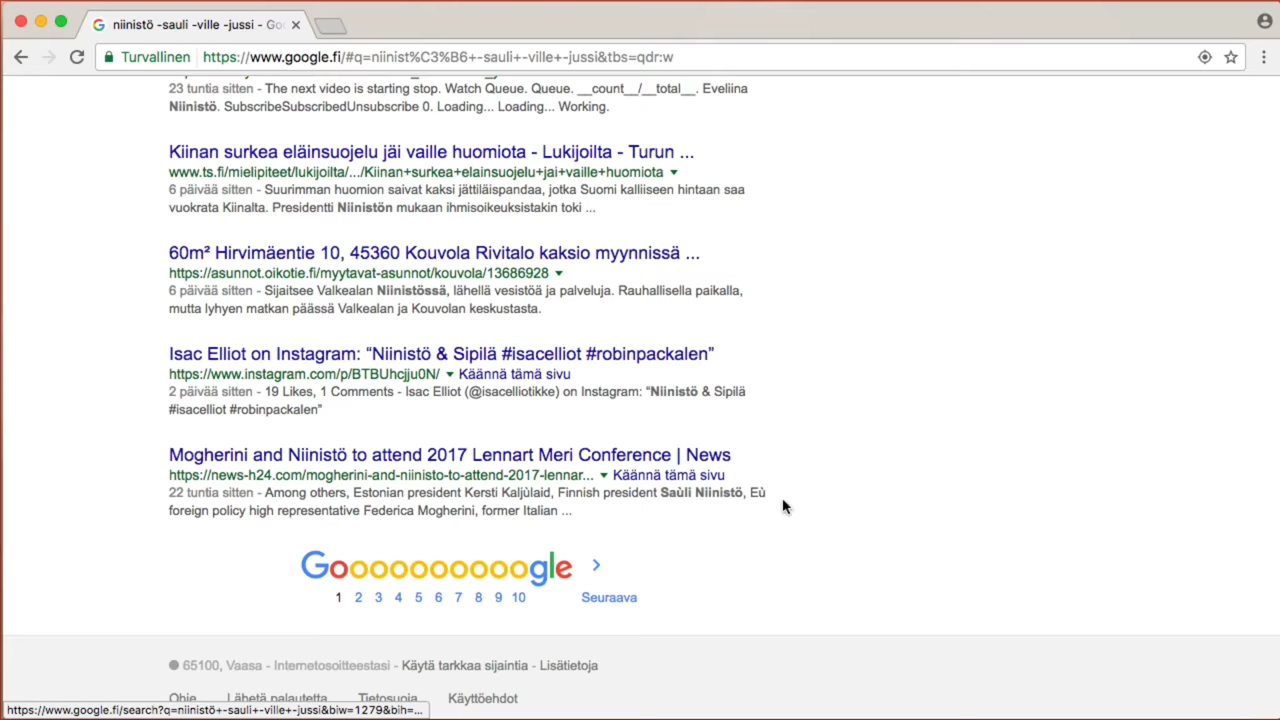 niinistö -sauli -ville -jussi - Go
Turvallinen https://www.google.fi/#q=niinist%C3%B6+-sauli+-ville+-jussi&tbs=qdr:w
23 tuntia sitten - The next video is starting stop. Watch Queue. Queue. __count__/__total__. Eveliina
Niinistö. SubscribeSubscribedUnsubscribe 0. Loading... Loading... Working.
Kiinan surkea eläinsuojelu jäi vaille huomiota - Lukijoilta - Turun ...
www.ts.fi/mielipiteet/lukijoilta/.../Kiinan+surkea+elainsuojelu+jai+vaille+huomiota
6 päivää sitten - Suurimman huomion saivat kaksi jättiläispandaa, jotka Suomi kalliiseen hintaan saa
vuokrata Kiinalta. Presidentti Niinistön mukaan ihmisoikeuksistakin toki ...
60m² Hirvimäentie 10, 45360 Kouvola Rivitalo kaksio myynnissä ...
https://asunnot.oikotie.fi/myytavat-asunnot/kouvola/13686928
6 päivää sitten - Sijaitsee Valkealan Niinistössä, lähellä vesistöä ja palveluja. Rauhallisella paikalla,
mutta lyhyen matkan päässä Valkealan ja Kouvolan keskustasta.
Isac Elliot on Instagram: “Niinistö & Sipilä #isacelliot #robinpackalen”
https://www.instagram.com/p/BTBUhcjju0N/ Käännä tämä sivu
2 päivää sitten - 19 Likes, 1 Comments - Isac Elliot (@isacelliotikke) on Instagram: “Niinistö & Sipilä
#isacelliot #robinpackalen”
Mogherini and Niinistö to attend 2017 Lennart Meri Conference | News
https://news-h24.com/mogherini-and-niinisto-to-attend-2017-lennar... Käännä tämä sivu
22 tuntia sitten - Among others, Estonian president Kersti Kaljùlaid, Finnish president Saùli Niinistö, Eù
foreign policy high representative Federica Mogherini, former Italian ...
Goooooooooogle >
1 2 3 4 5 6 7 8 9 10 Seuraava
65100, Vaasa - Internetosoitteestasi - Käytä tarkkaa sijaintia - Lisätietoja
Ohje Lähetä palautetta Tietosuoja Käyttöehdot
https://www.google.fi/search?q=niinistö+-sauli+-ville+-jussi&biw=1279&bih=...